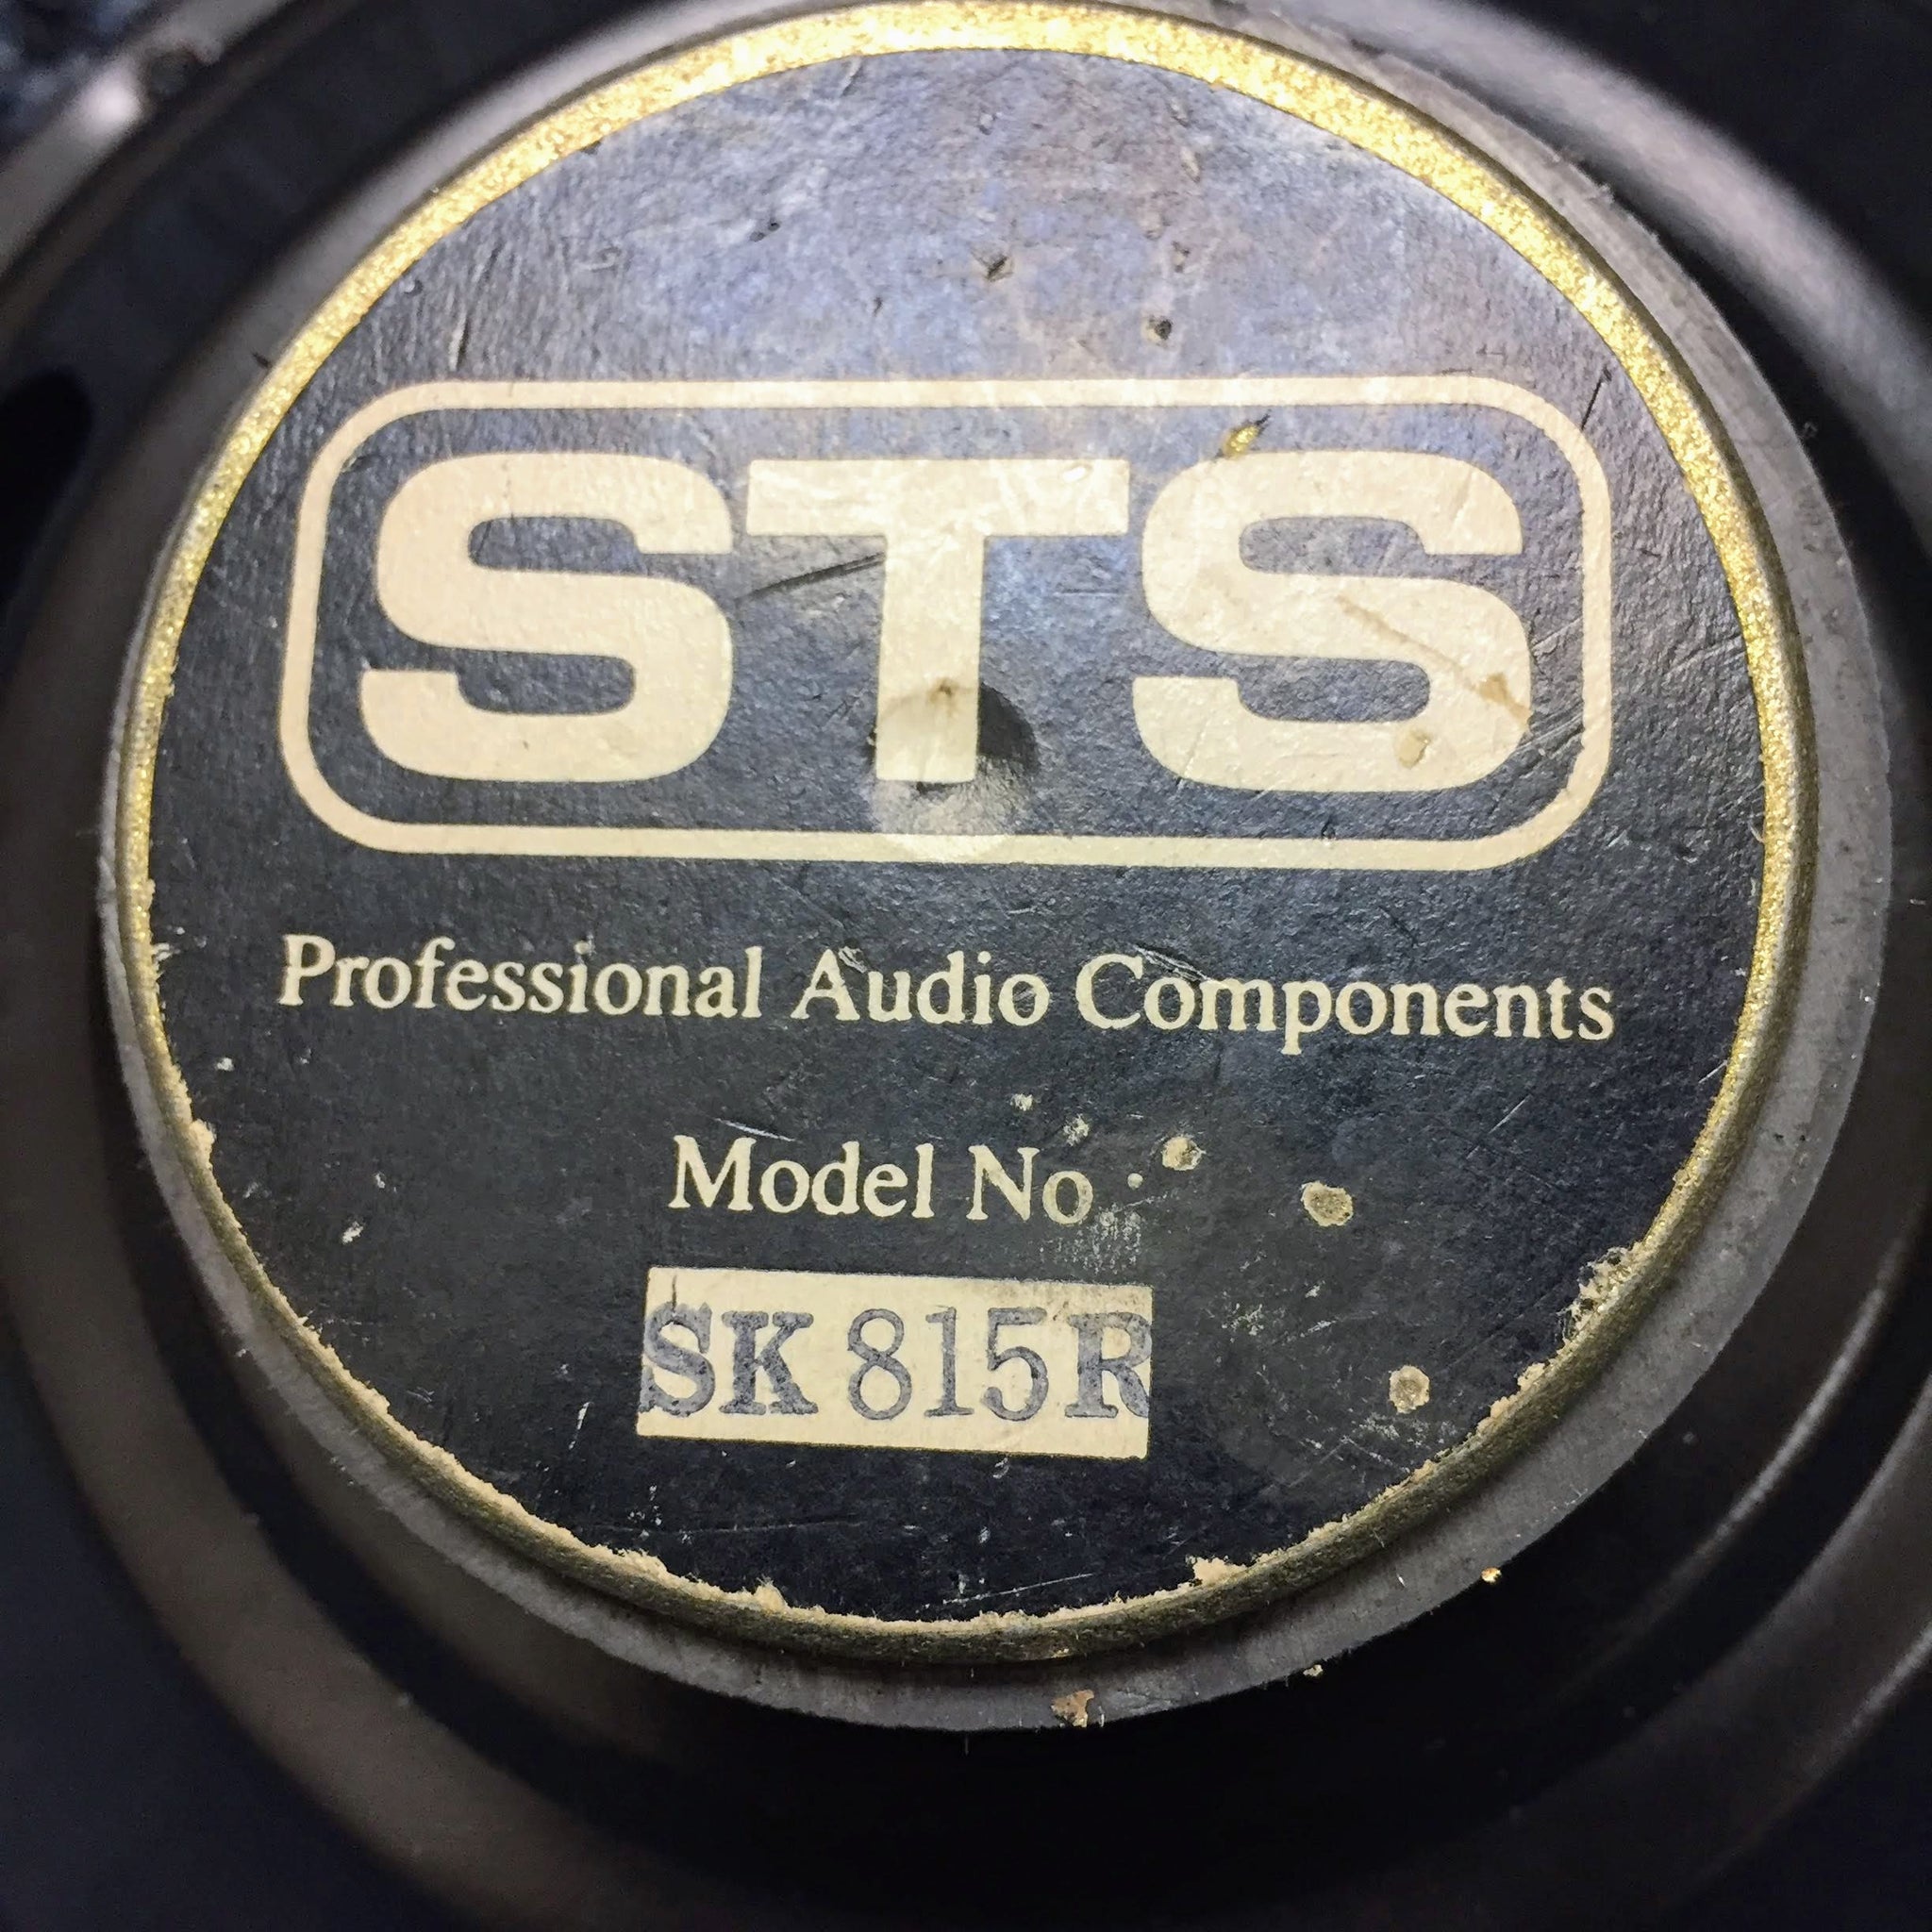 STS
Professional Audio Components
Model No.
SK 815R